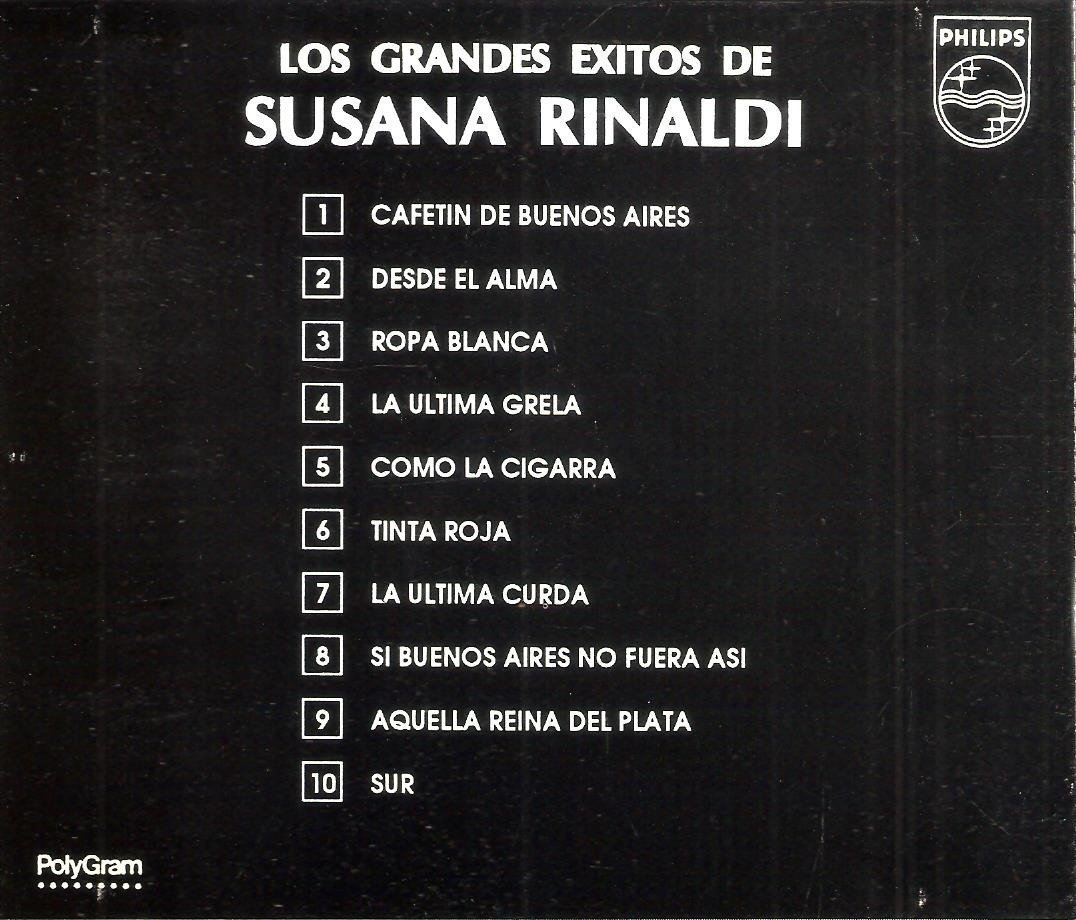 LOS GRANDES EXITOS DE
SUSANA RINALDI
PHILIPS
1 CAFETIN DE BUENOS AIRES
2 DESDE EL ALMA
3 ROPA BLANCA
4 LA ULTIMA GRELA
5 COMO LA CIGARRA
6 TINTA ROJA
7 LA ULTIMA CURDA
8 SI BUENOS AIRES NO FUERA ASI
9 AQUELLA REINA DEL PLATA
10 SUR
PolyGram